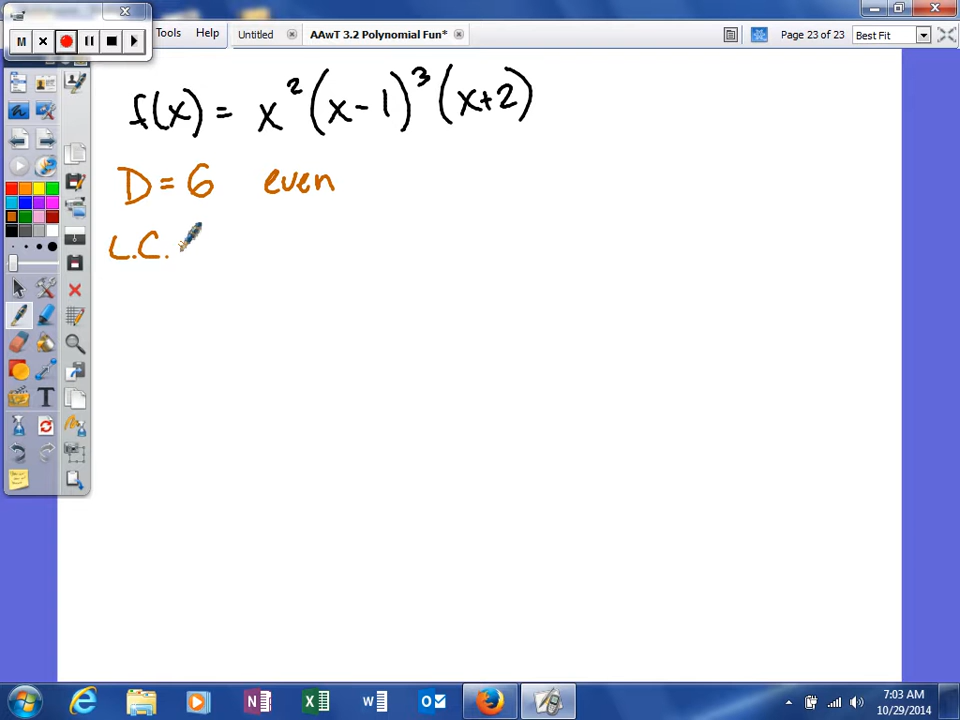 Tools Help Untitled AAwT 3.2 Polynomial Fun* Page 23 of 23 Best Fit
M
f(x) = x²(x-1)³(x+2)
D = 6 even
L.C.
T
7:03 AM
10/29/2014